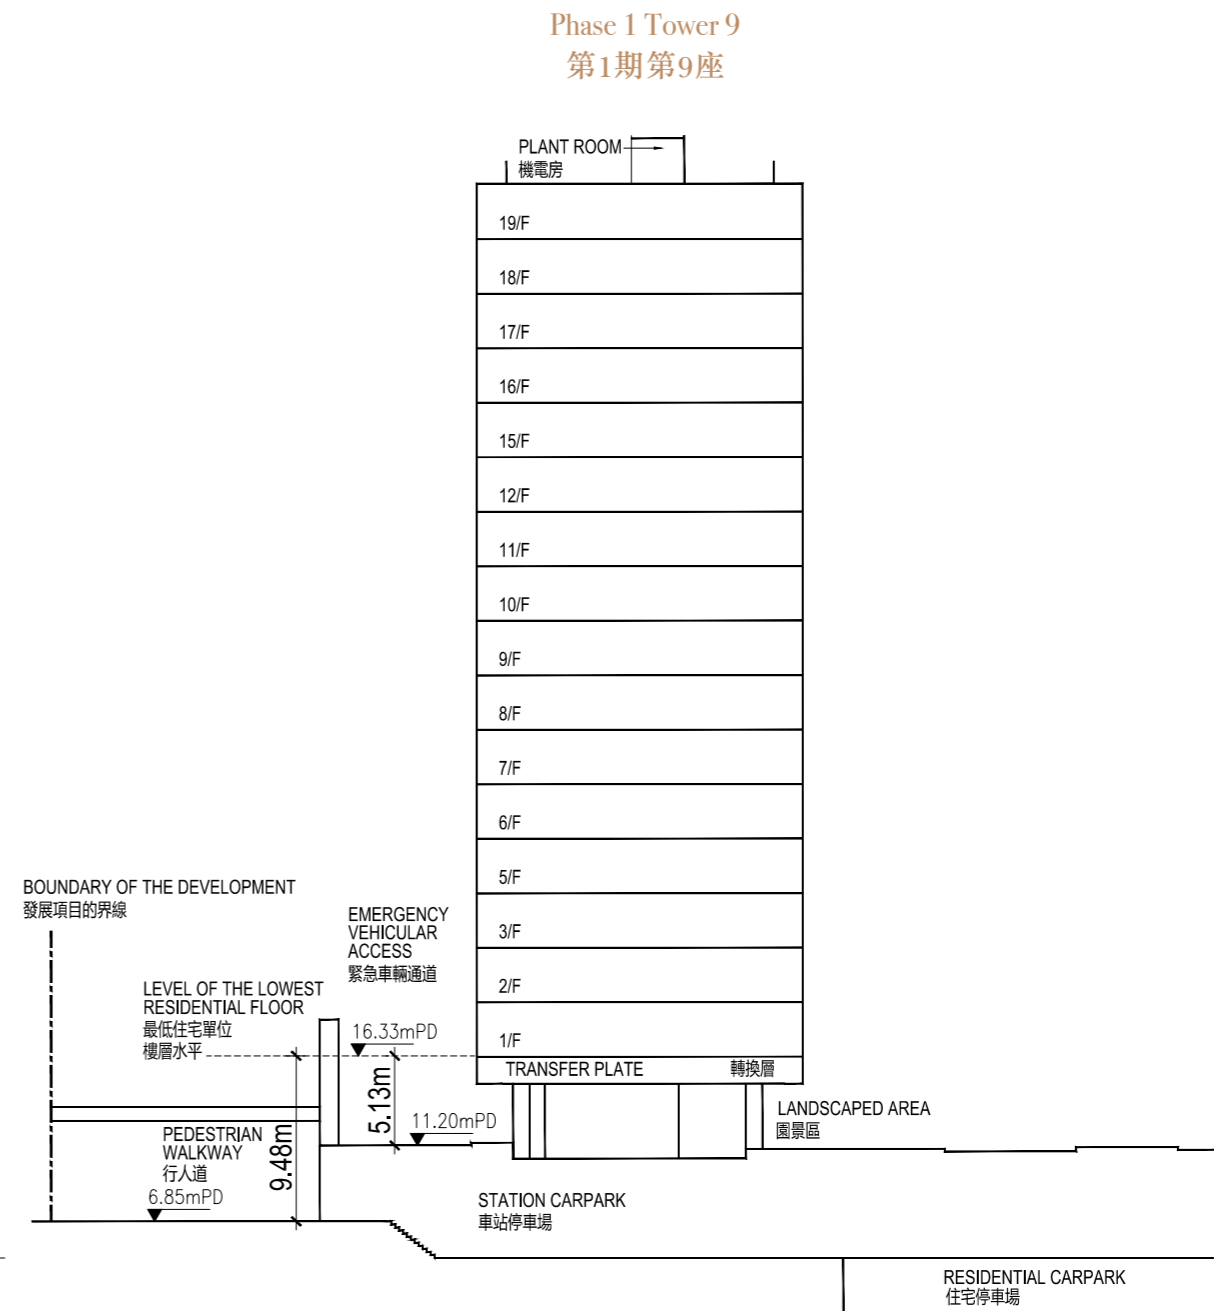 Phase 1 Tower 9
第1期第9座
PLANT ROOM
機電房
19/F
18/F
17/F
16/F
15/F
12/F
11/F
10/F
9/F
8/F
7/F
6/F
5/F
3/F
2/F
1/F
TRANSFER PLATE 轉換層
BOUNDARY OF THE DEVELOPMENT
發展項目的界線
EMERGENCY
VEHICULAR
ACCESS
緊急車輛通道
LEVEL OF THE LOWEST
RESIDENTIAL FLOOR
最低住宅單位
樓層水平
16.33mPD
5.13m
11.20mPD
9.48m
PEDESTRIAN
WALKWAY
行人道
6.85mPD
LANDSCAPED AREA
園景區
STATION CARPARK
車站停車場
RESIDENTIAL CARPARK
住宅停車場